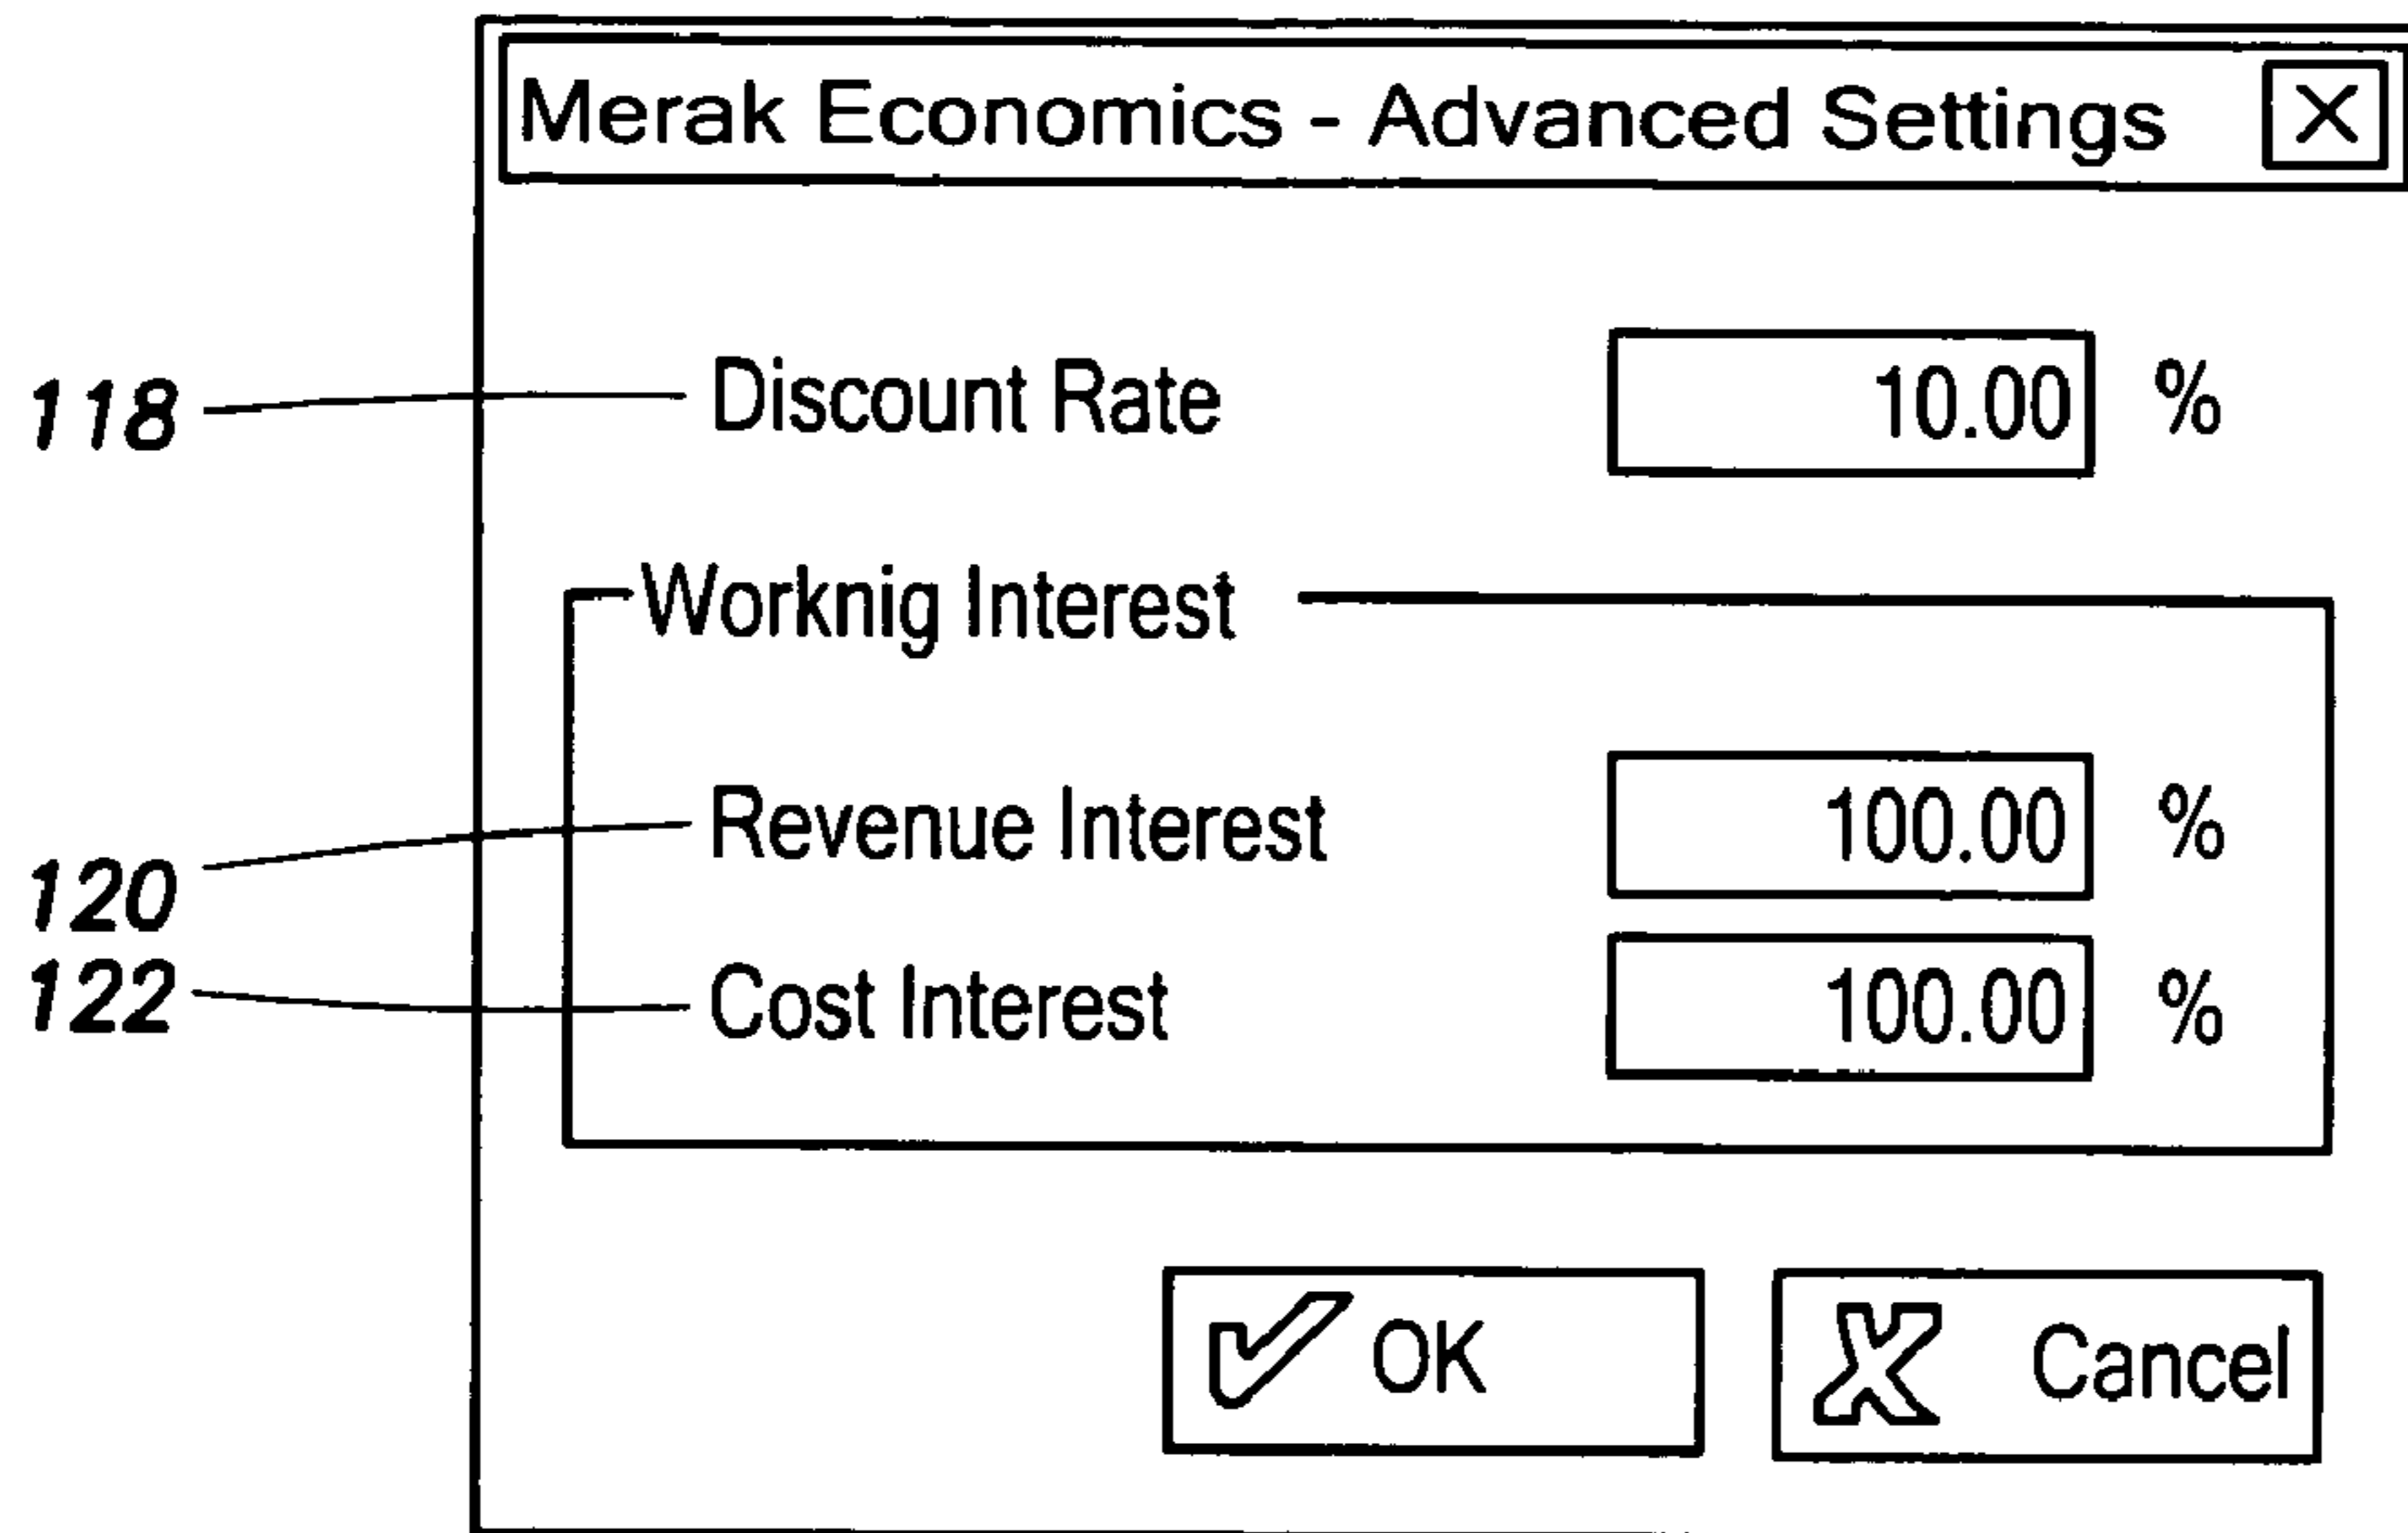 Merak Economics - Advanced Settings X
118 Discount Rate 10.00 %
Worknig Interest
120 Revenue Interest 100.00 %
122 Cost Interest 100.00 %
OK Cancel